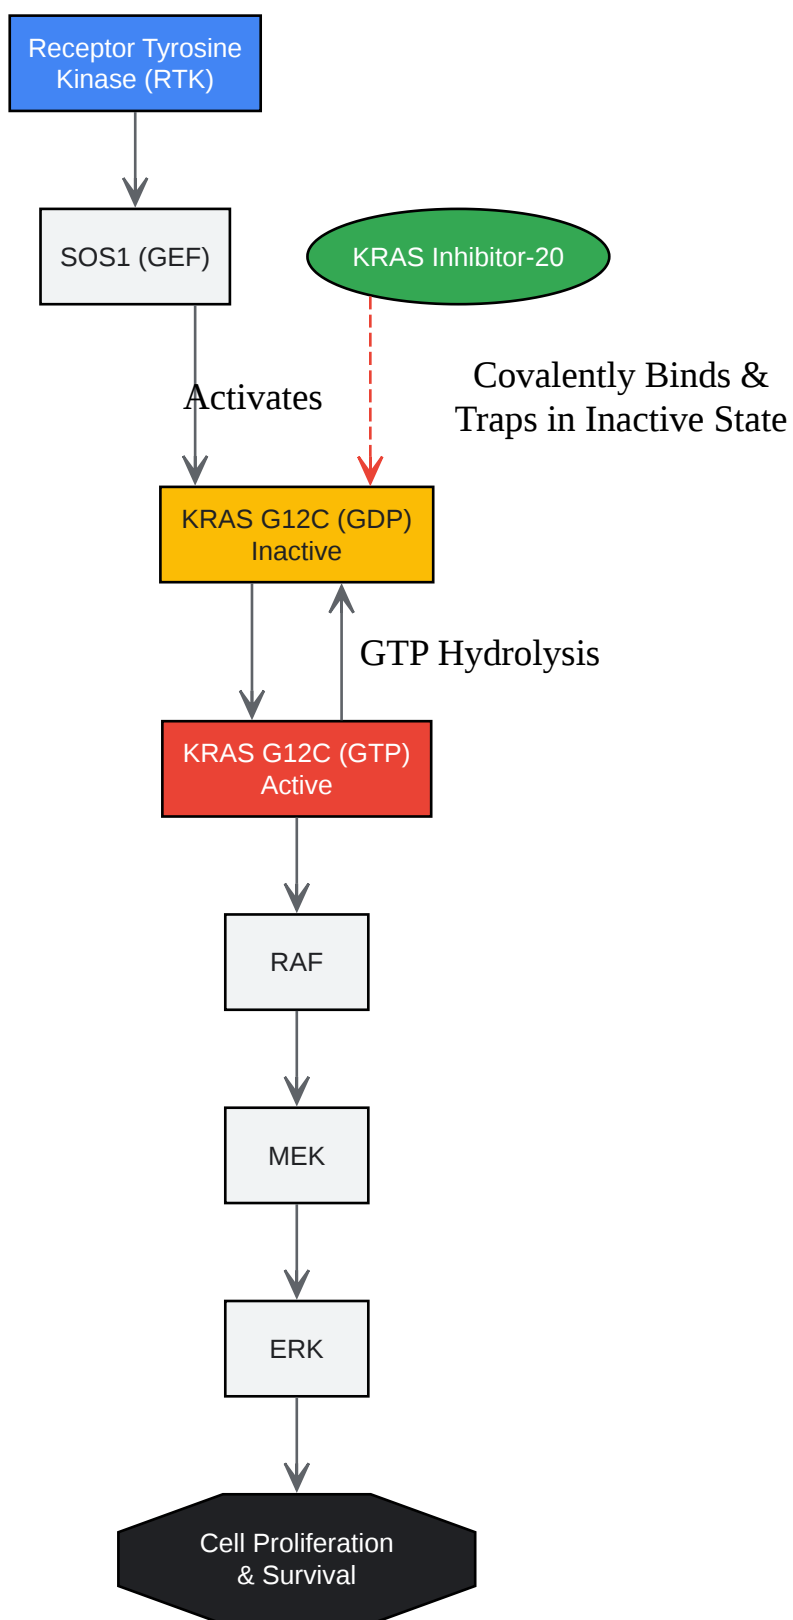 Receptor Tyrosine
Kinase (RTK)
SOS1 (GEF)
KRAS Inhibitor-20
Activates
Covalently Binds &
Traps in Inactive State
KRAS G12C (GDP)
Inactive
GTP Hydrolysis
KRAS G12C (GTP)
Active
RAF
MEK
ERK
Cell Proliferation
& Survival